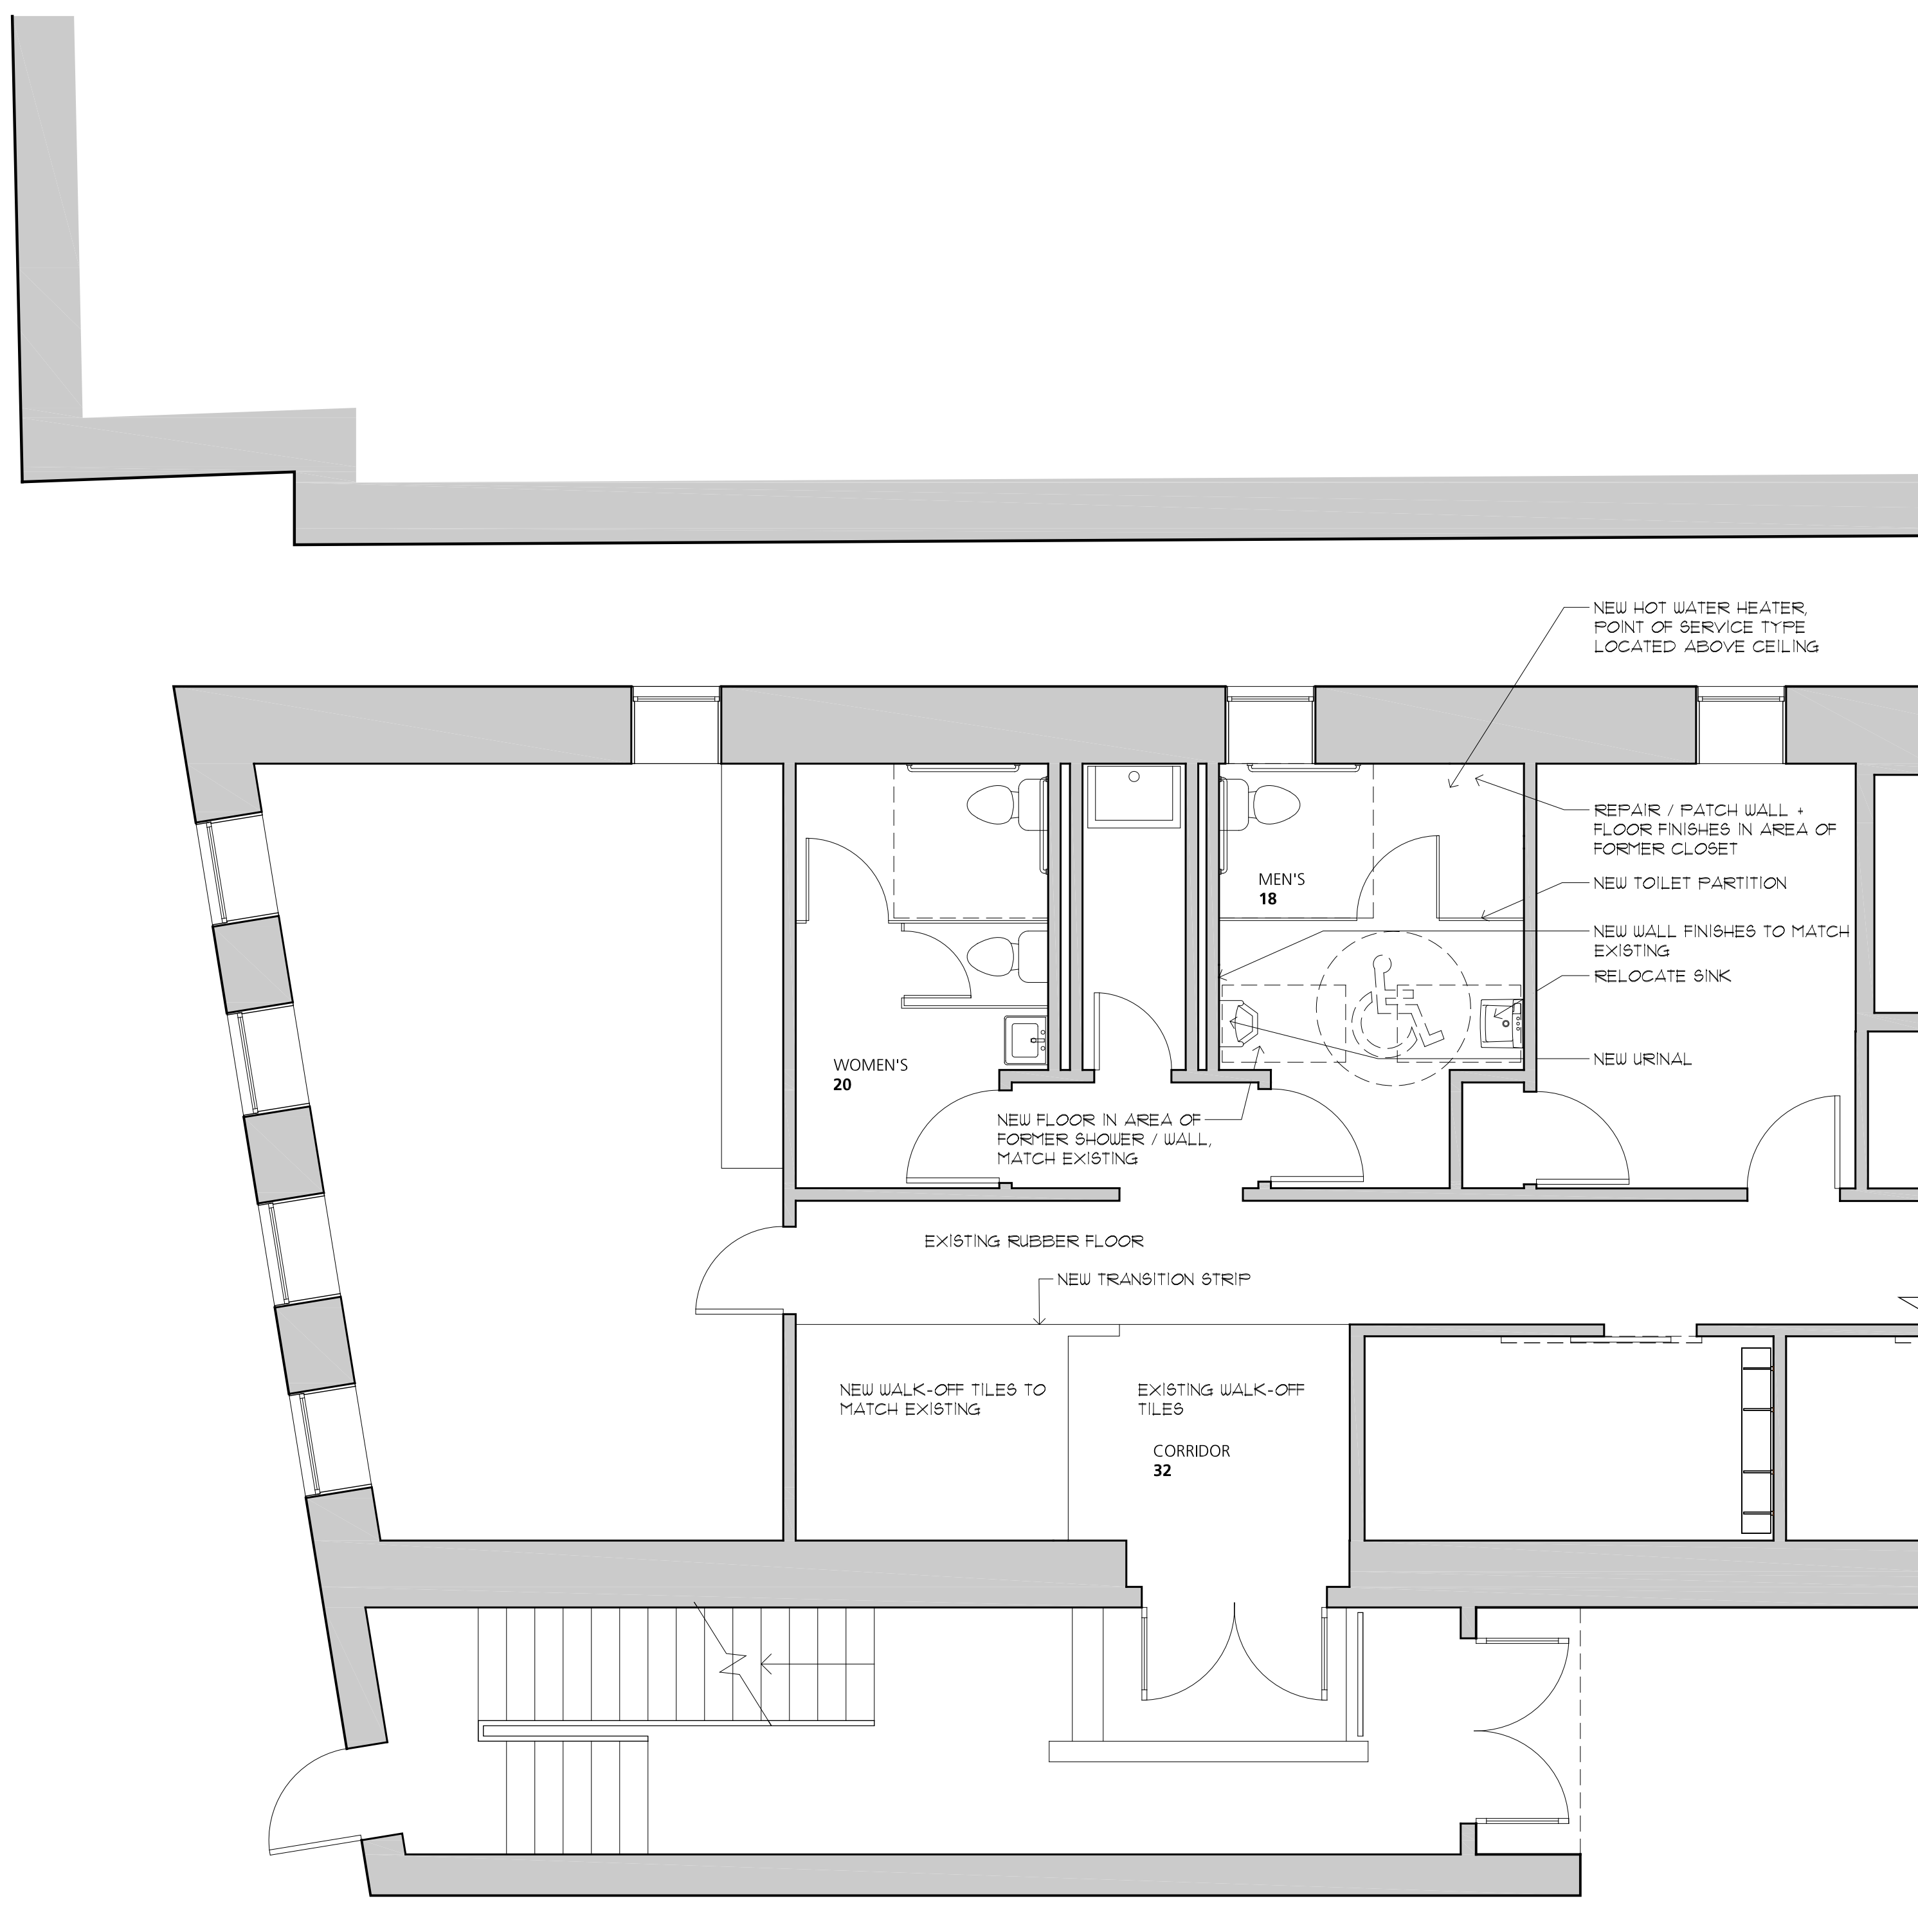 NEW HOT WATER HEATER,
POINT OF SERVICE TYPE
LOCATED ABOVE CEILING
REPAIR / PATCH WALL +
FLOOR FINISHES IN AREA OF
FORMER CLOSET
MEN'S
18
NEW TOILET PARTITION
NEW WALL FINISHES TO MATCH
EXISTING
RELOCATE SINK
WOMEN'S
20
NEW URINAL
NEW FLOOR IN AREA OF
FORMER SHOWER / WALL,
MATCH EXISTING
EXISTING RUBBER FLOOR
NEW TRANSITION STRIP
NEW WALK-OFF TILES TO
MATCH EXISTING
EXISTING WALK-OFF
TILES
CORRIDOR
32